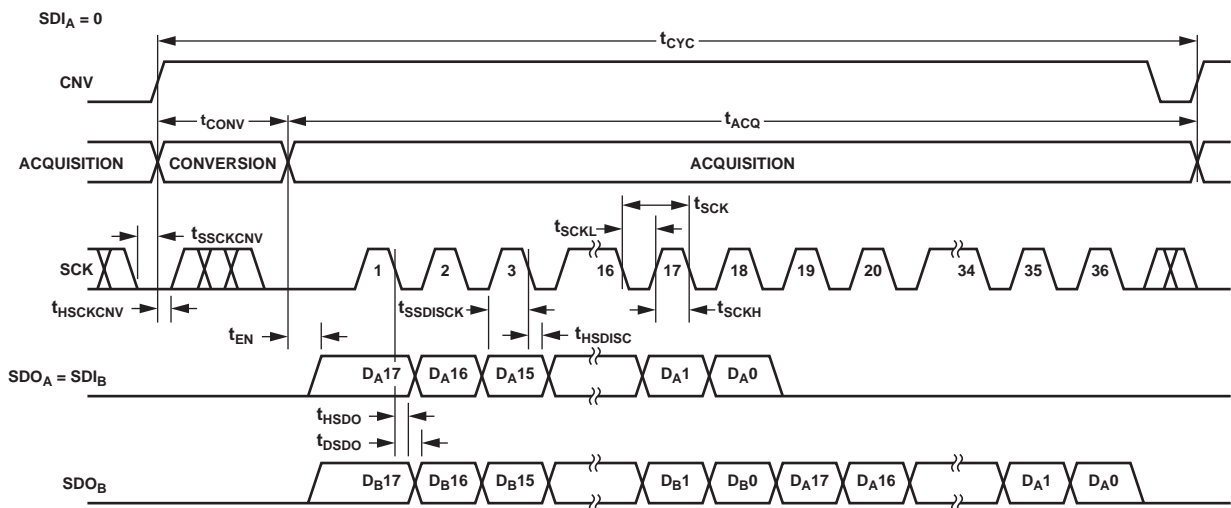 SDIA = 0
tCYC
CNV
tCONV
tACQ
ACQUISITION CONVERSION ACQUISITION
tSCK
tSCKL
tSSCKCNV
SCK 1 2 3 16 17 18 19 20 34 35 36
tHSCKCNV
tSSDISCK
tSCKH
tEN
tHSDISC
SDOA = SDIB DA17 DA16 DA15 DA1 DA0
tHSDO
tDSDO
SDOB DB17 DB16 DB15 DB1 DB0 DA17 DA16 DA1 DA0